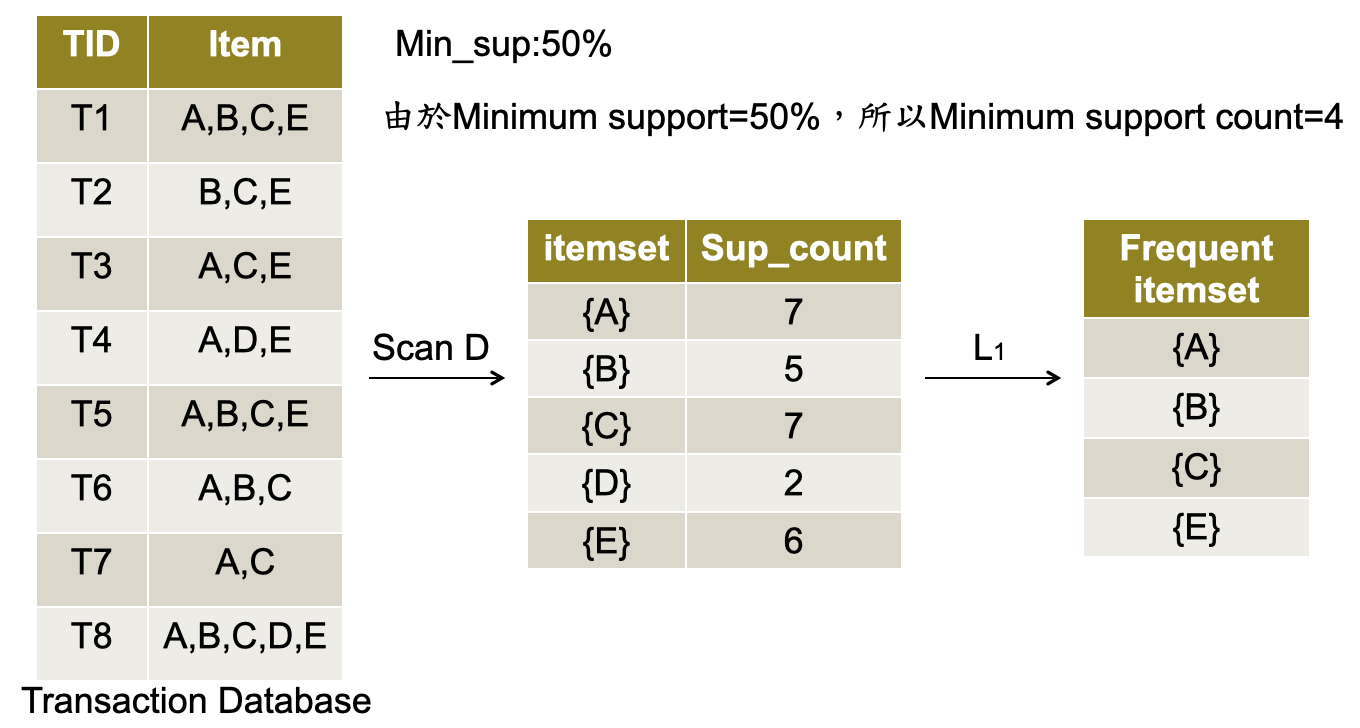 TID Item
T1 A,B,C,E
T2 B,C,E
T3 A,C,E
T4 A,D,E
T5 A,B,C,E
T6 A,B,C
T7 A,C
T8 A,B,C,D,E
Transaction Database
Min_sup:50%
由於Minimum support=50%,所以Minimum support count=4
Scan D
itemset Sup_count
{A} 7
{B} 5
{C} 7
{D} 2
{E} 6
L1
Frequent
itemset
{A}
{B}
{C}
{E}